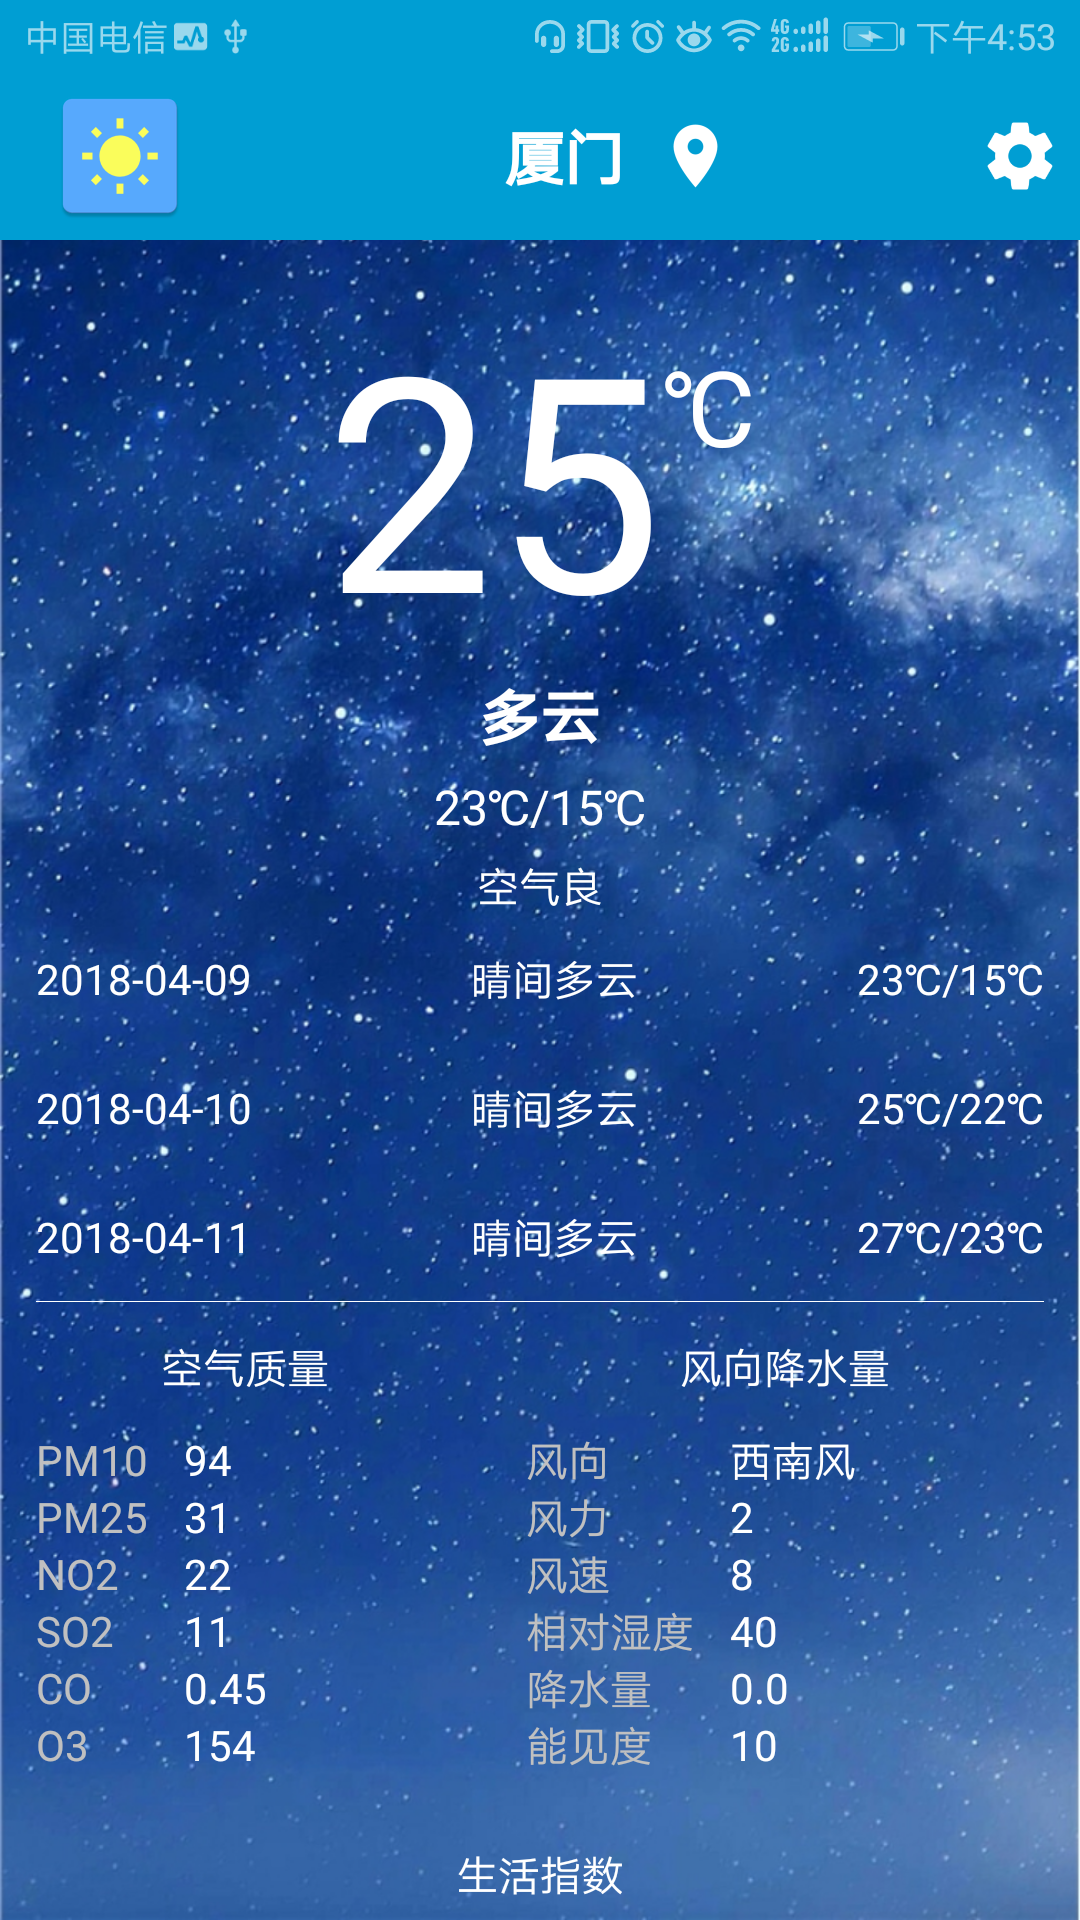 中国电信 4G 2G 下午4:53
厦门
25℃
多云
23℃/15℃
空气良
2018-04-09 晴间多云 23℃/15℃
2018-04-10 晴间多云 25℃/22℃
2018-04-11 晴间多云 27℃/23℃
空气质量 风向降水量
PM10 94 风向 西南风
PM25 31 风力 2
NO2 22 风速 8
SO2 11 相对湿度 40
CO 0.45 降水量 0.0
O3 154 能见度 10
生活指数